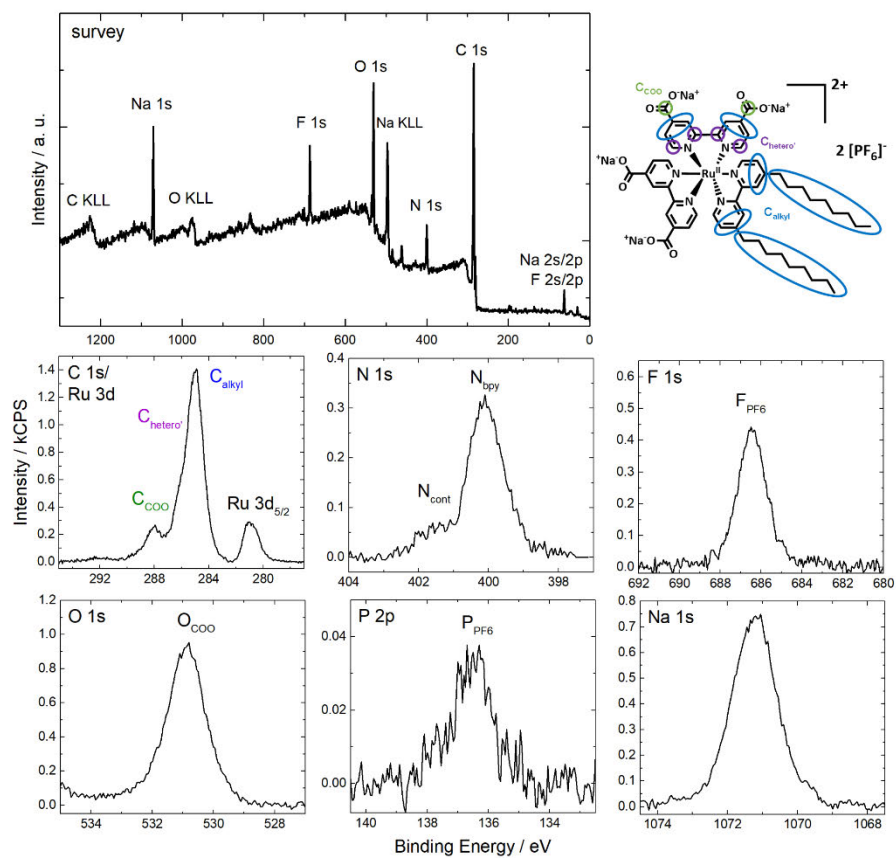 survey
C 1s
O 1s
Na 1s
F 1s
Na KLL
C KLL
O KLL
N 1s
Na 2s/2p
F 2s/2p
Intensity / a. u.
1200
1000
800
600
400
200
0
C_COO
O⁻Na⁺
O
O
O⁻Na⁺
2+
C_hetero'
N
N
2 [PF6]⁻
⁺Na⁻O
N
Ru^II
N
O
N
N
C_alkyl
⁺Na⁻O
O
C 1s/
Ru 3d
C_alkyl
C_hetero'
C_COO
Ru 3d5/2
Intensity / kCPS
1.4
1.2
1.0
0.8
0.6
0.4
0.2
0.0
292
288
284
280
N 1s
N_bpy
N_cont
0.4
0.3
0.2
0.1
0.0
404
402
400
398
F 1s
F_PF6
0.6
0.5
0.4
0.3
0.2
0.1
0.0
692
690
688
686
684
682
680
O 1s
O_COO
1.2
1.0
0.8
0.6
0.4
0.2
0.0
534
532
530
528
P 2p
P_PF6
0.04
0.02
0.00
140
138
136
134
Binding Energy / eV
Na 1s
0.8
0.7
0.6
0.5
0.4
0.3
0.2
0.1
0.0
1074
1072
1070
1068